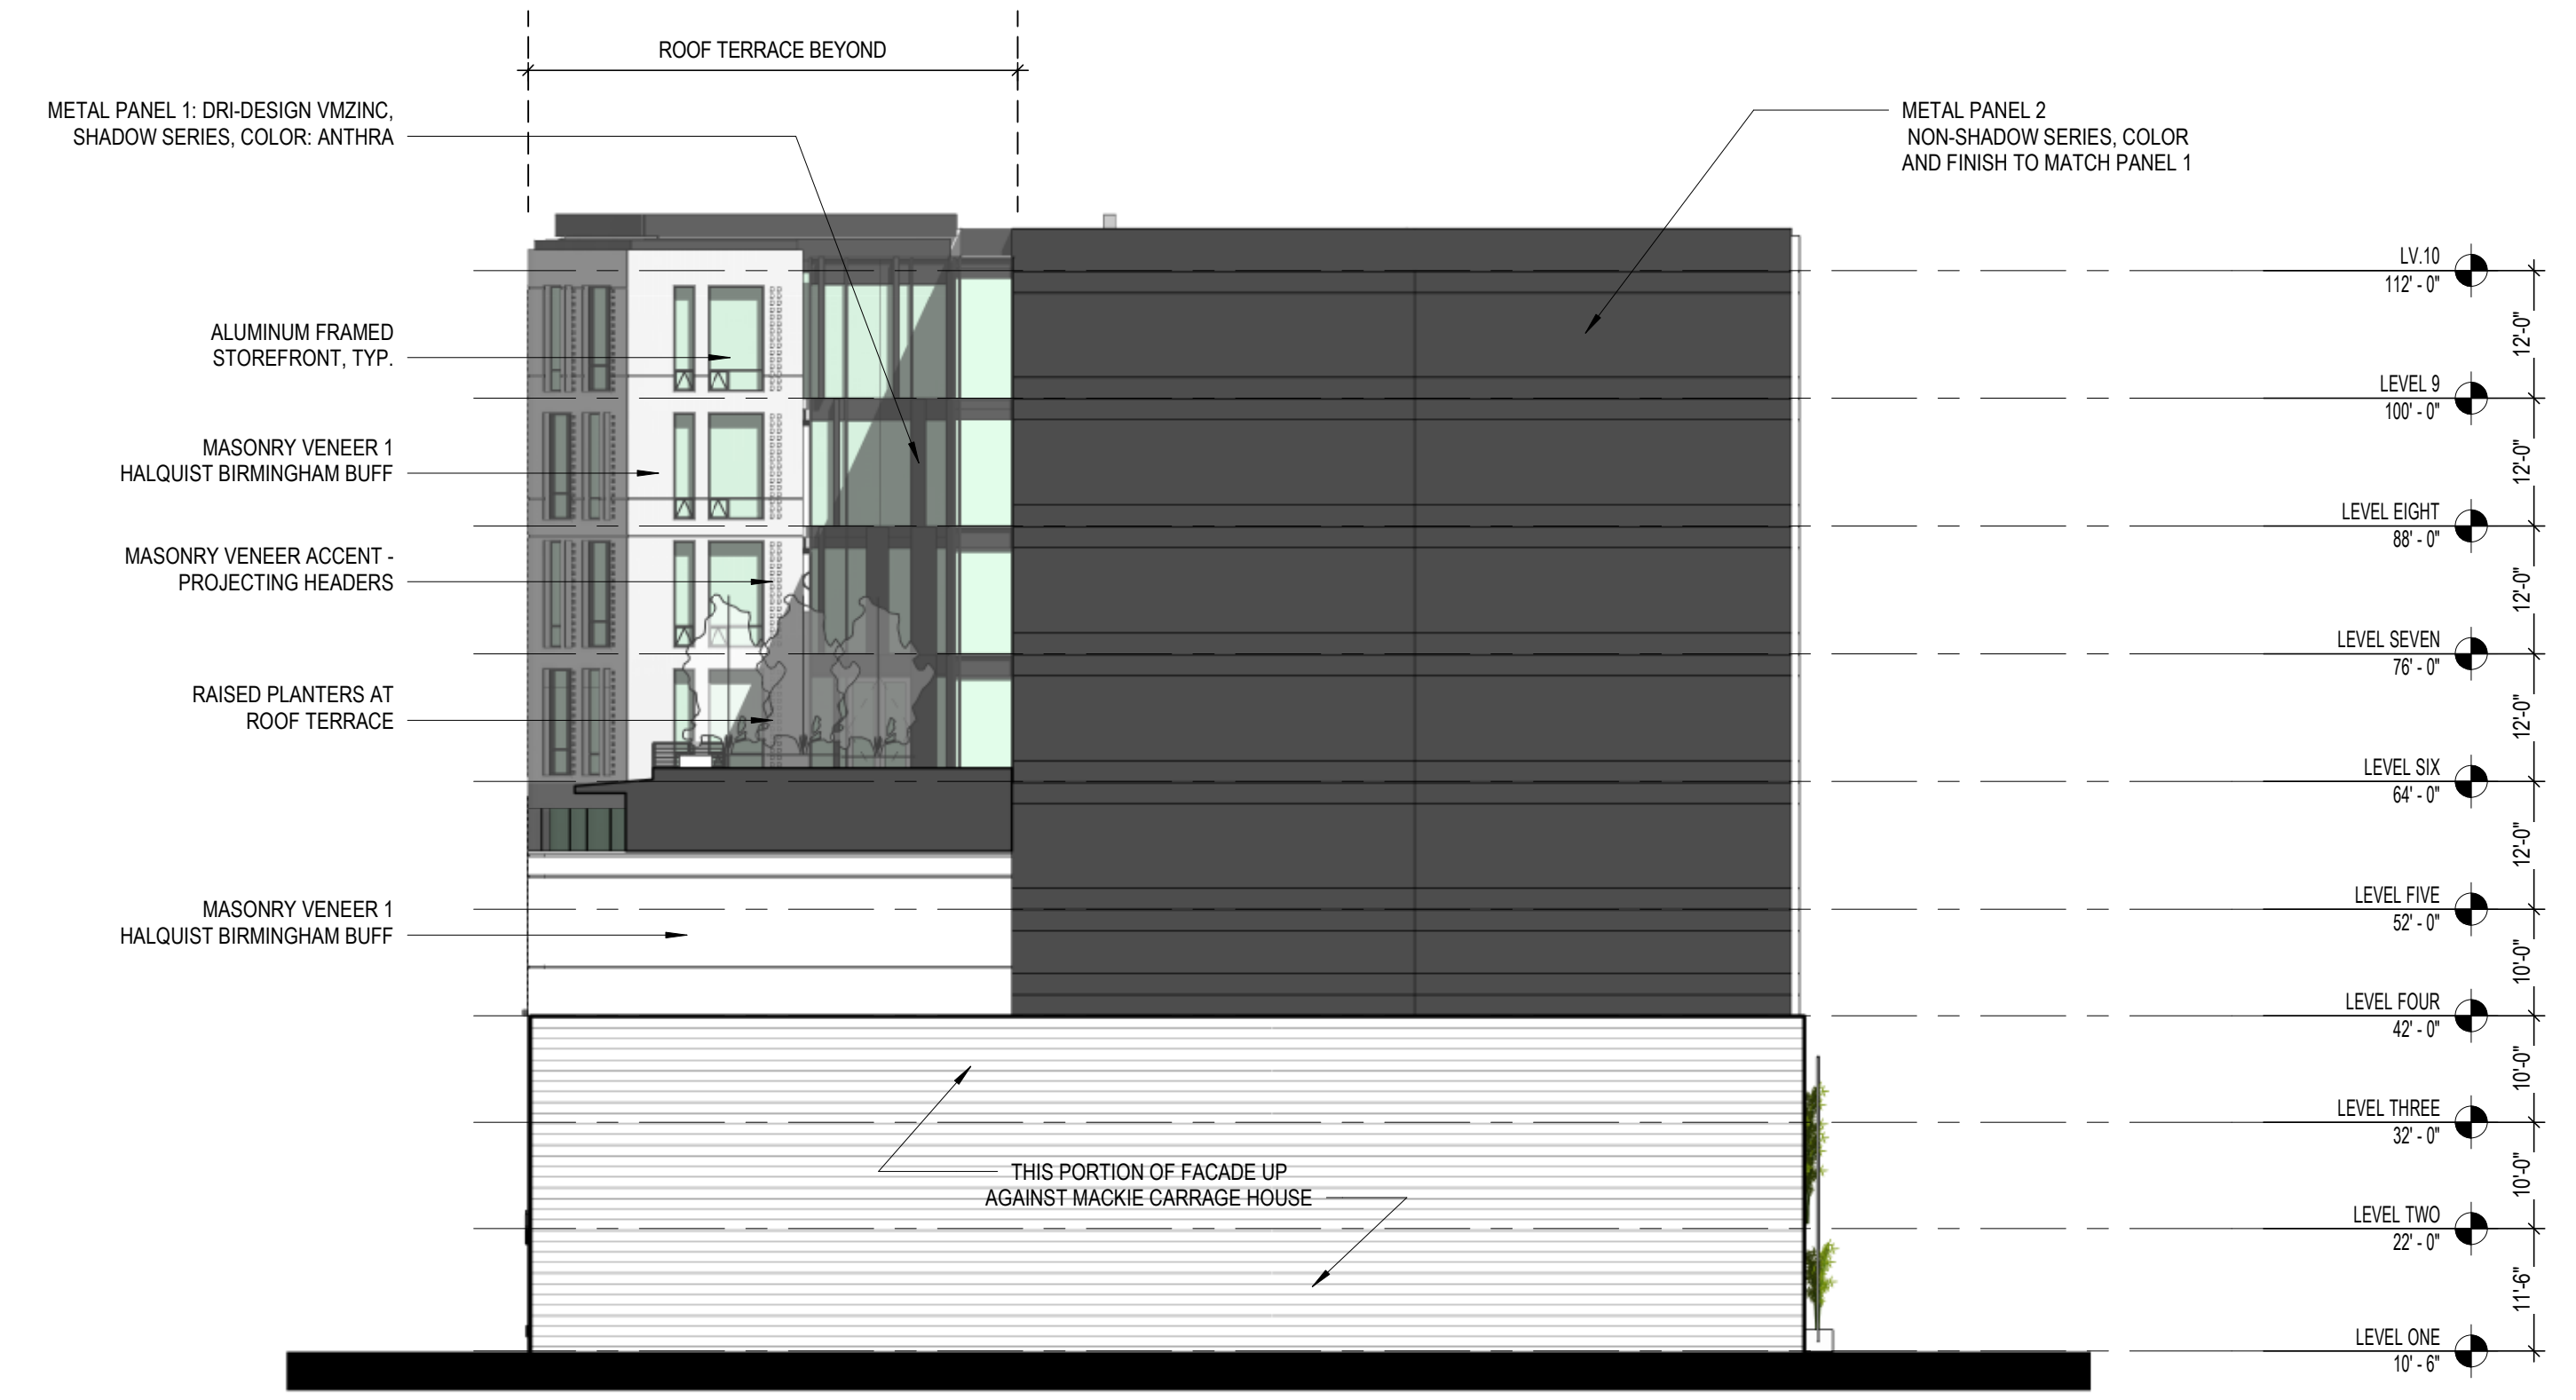 ROOF TERRACE BEYOND
METAL PANEL 1: DRI-DESIGN VMZINC,
SHADOW SERIES, COLOR: ANTHRA
METAL PANEL 2
NON-SHADOW SERIES, COLOR
AND FINISH TO MATCH PANEL 1
ALUMINUM FRAMED
STOREFRONT, TYP.
MASONRY VENEER 1
HALQUIST BIRMINGHAM BUFF
MASONRY VENEER ACCENT -
PROJECTING HEADERS
RAISED PLANTERS AT
ROOF TERRACE
MASONRY VENEER 1
HALQUIST BIRMINGHAM BUFF
THIS PORTION OF FACADE UP
AGAINST MACKIE CARRAGE HOUSE
LV.10
112' - 0"
12'-0"
LEVEL 9
100' - 0"
12'-0"
LEVEL EIGHT
88' - 0"
12'-0"
LEVEL SEVEN
76' - 0"
12'-0"
LEVEL SIX
64' - 0"
12'-0"
LEVEL FIVE
52' - 0"
10'-0"
LEVEL FOUR
42' - 0"
10'-0"
LEVEL THREE
32' - 0"
10'-0"
LEVEL TWO
22' - 0"
11'-6"
LEVEL ONE
10' - 6"